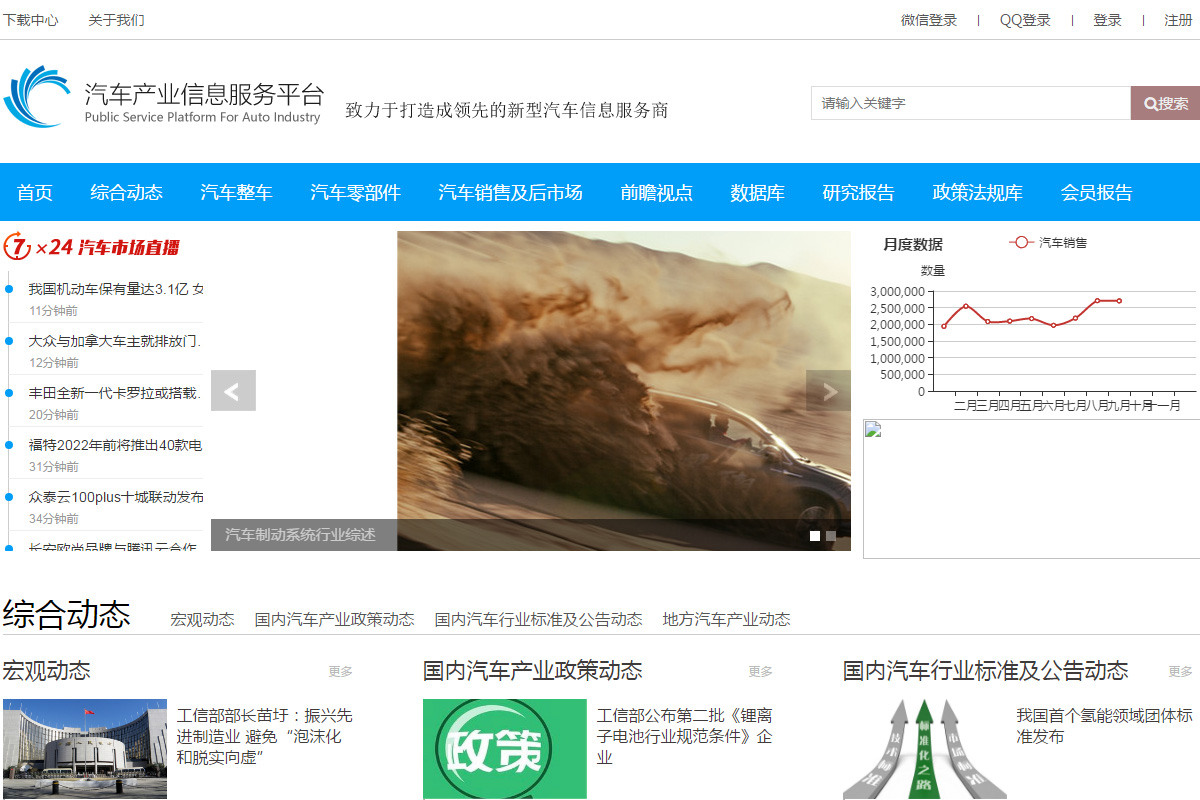 下载中心 关于我们 微信登录 | QQ登录 | 登录 | 注册
汽车产业信息服务平台
Public Service Platform For Auto Industry
致力于打造成领先的新型汽车信息服务商
请输入关键字 搜索
首页 综合动态 汽车整车 汽车零部件 汽车销售及后市场 前瞻视点 数据库 研究报告 政策法规库 会员报告
7×24 汽车市场直播
我国机动车保有量达3.1亿 女
11分钟前
大众与加拿大车主就排放门.
12分钟前
丰田全新一代卡罗拉或搭载.
20分钟前
福特2022年前将推出40款电
31分钟前
众泰云100plus十城联动发布
34分钟前
长安欧尚品牌与腾讯云合作
汽车制动系统行业综述
月度数据
汽车销售
数量
3,000,000
2,500,000
2,000,000
1,500,000
1,000,000
500,000
0
二月 三月 四月 五月 六月 七月 八月 九月 十月 十一月
综合动态 宏观动态 国内汽车产业政策动态 国内汽车行业标准及公告动态 地方汽车产业动态
宏观动态 更多
工信部部长苗圩：振兴先
进制造业 避免“泡沫化
和脱实向虚”
国内汽车产业政策动态 更多
政策
工信部公布第二批《锂离
子电池行业规范条件》企
业
国内汽车行业标准及公告动态 更多
技术标准
标准化之路
市场标准
我国首个氢能领域团体标
准发布